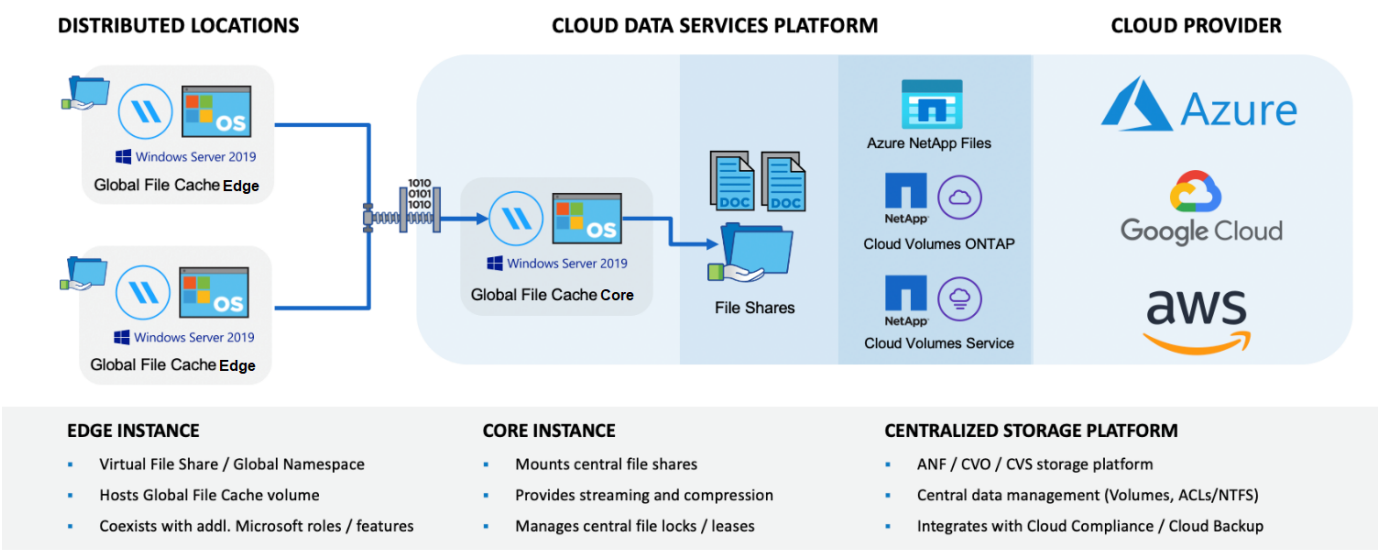 DISTRIBUTED LOCATIONS
CLOUD DATA SERVICES PLATFORM
CLOUD PROVIDER
OS
Windows Server 2019
Global File Cache Edge
OS
Windows Server 2019
Global File Cache Edge
1010
0101
1010
OS
Windows Server 2019
Global File Cache Core
DOC
DOC
File Shares
Azure NetApp Files
NetApp
Cloud Volumes ONTAP
NetApp
Cloud Volumes Service
Azure
Google Cloud
aws
EDGE INSTANCE
▪ Virtual File Share / Global Namespace
▪ Hosts Global File Cache volume
▪ Coexists with addl. Microsoft roles / features
CORE INSTANCE
▪ Mounts central file shares
▪ Provides streaming and compression
▪ Manages central file locks / leases
CENTRALIZED STORAGE PLATFORM
▪ ANF / CVO / CVS storage platform
▪ Central data management (Volumes, ACLs/NTFS)
▪ Integrates with Cloud Compliance / Cloud Backup